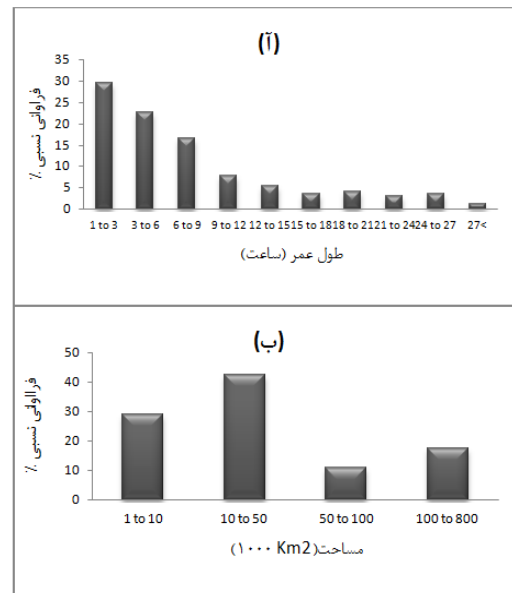 (آ)
فراوانی نسبی ٪
35
30
25
20
15
10
5
0
1 to 3 3 to 6 6 to 9 9 to 12 12 to 15 15 to 18 18 to 21 21 to 24 24 to 27 27>
طول عمر (ساعت)
(ب)
فراالوانی نسبی ٪
50
40
30
20
10
0
1 to 10 10 to 50 50 to 100 100 to 800
مساحت(۱۰۰۰ Km2)